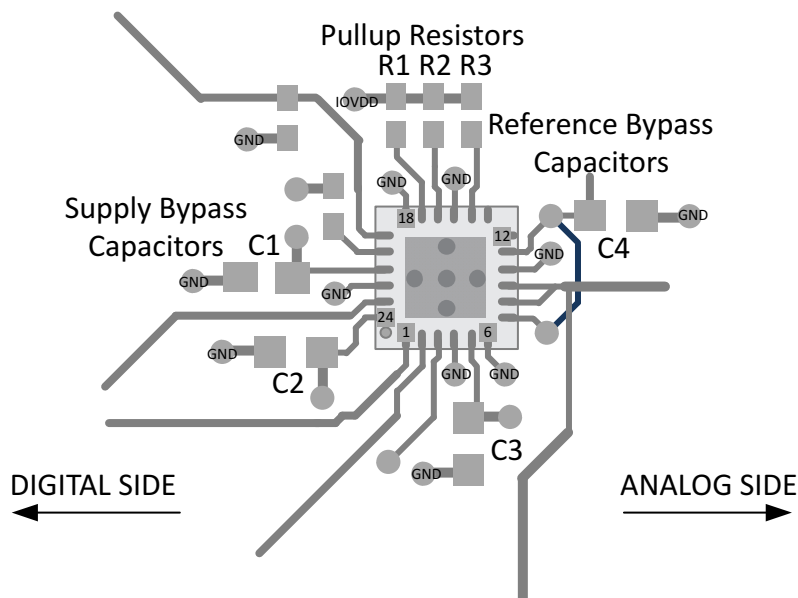 Pullup Resistors
R1 R2 R3
IOVDD
GND
Reference Bypass
Capacitors
GND
GND
Supply Bypass
Capacitors
18
12
GND
C1
C4
GND
GND
GND
24
1
6
GND
C2
GND
GND
C3
GND
DIGITAL SIDE
ANALOG SIDE